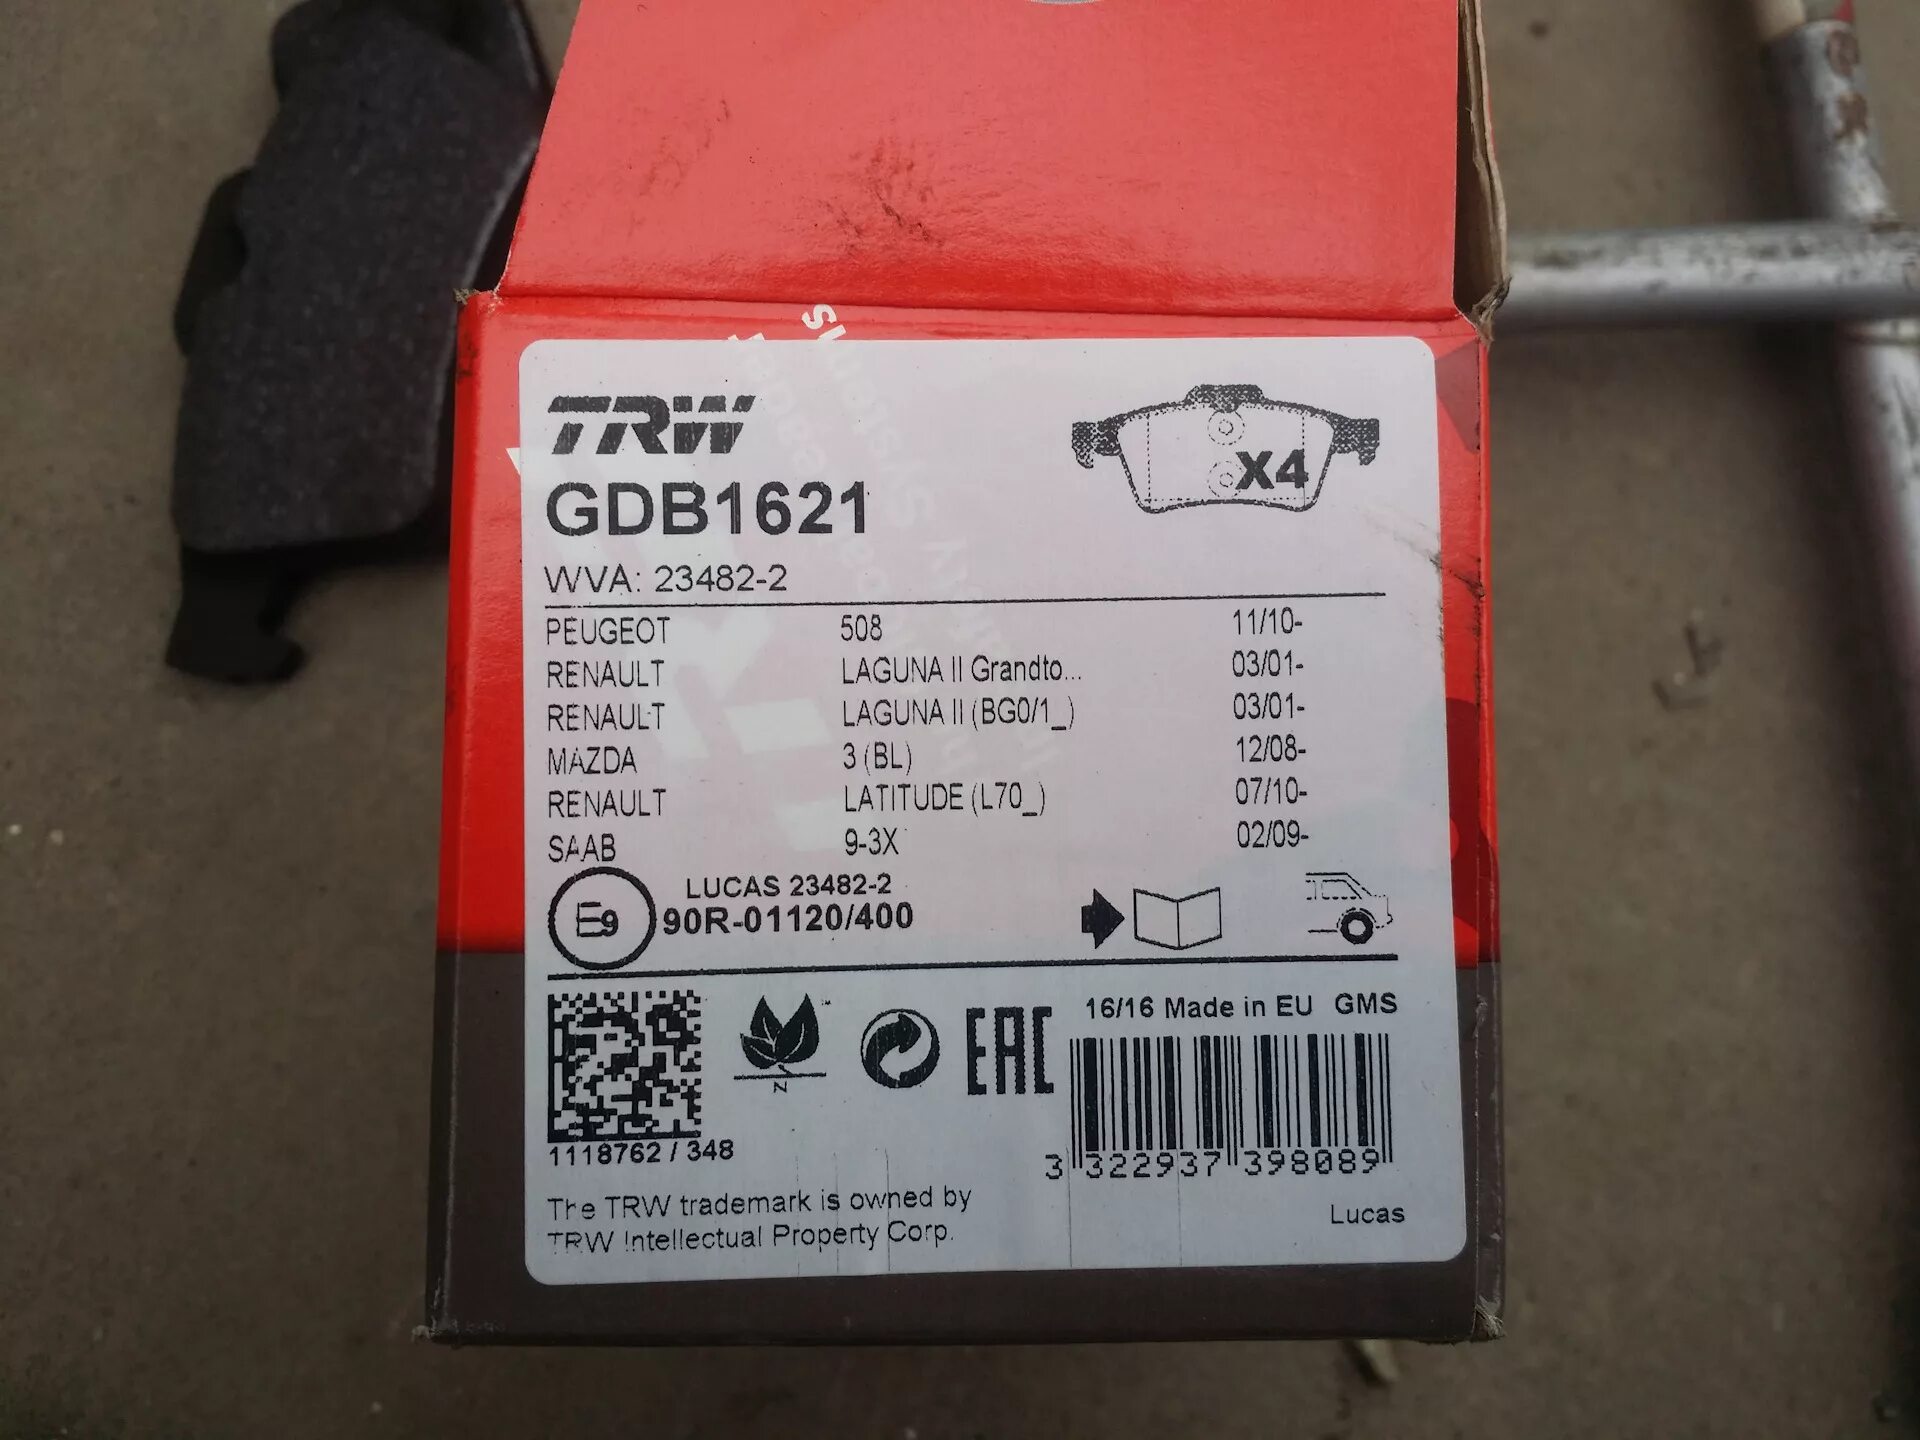 TRW
X4
GDB1621
WVA: 23482-2
PEUGEOT 508 11/10-
RENAULT LAGUNA II Grandto... 03/01-
RENAULT LAGUNA II (BG0/1_) 03/01-
MAZDA 3 (BL) 12/08-
RENAULT LATITUDE (L70_) 07/10-
SAAB 9-3X 02/09-
LUCAS 23482-2
E9 90R-01120/400
16/16 Made in EU GMS
N
EAC
1118762 / 348
3 322937 398089
The TRW trademark is owned by
TRW Intellectual Property Corp.
Lucas